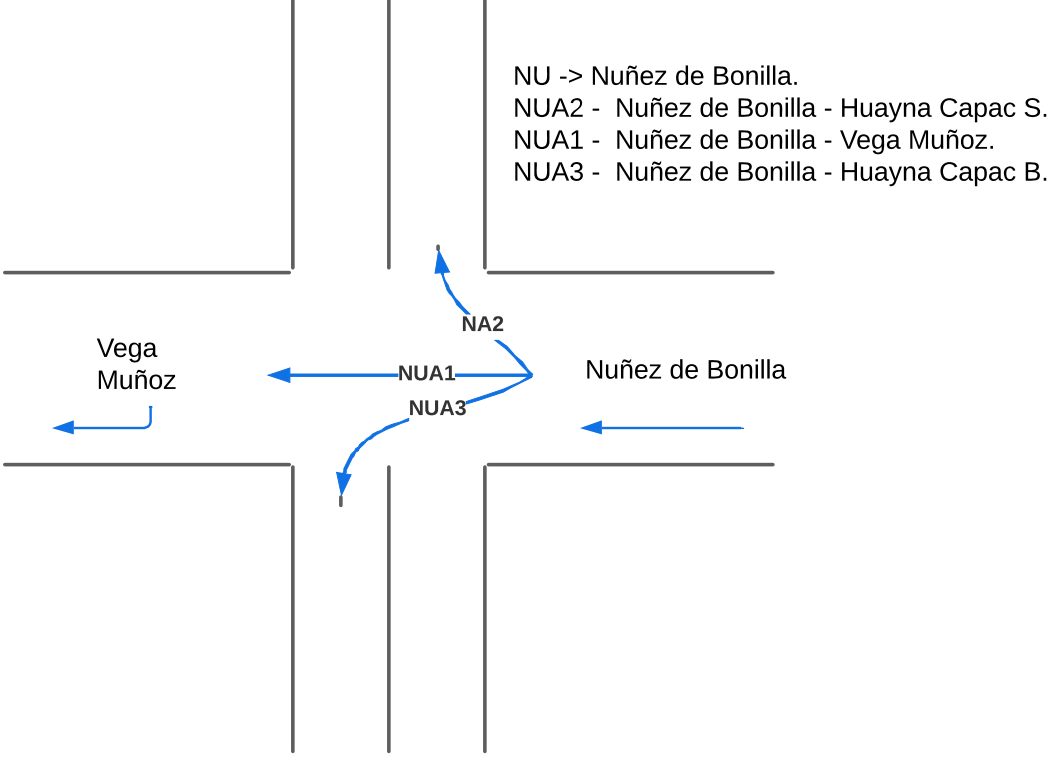 NU -> Nuñez de Bonilla.
NUA2 -  Nuñez de Bonilla - Huayna Capac S.
NUA1 -  Nuñez de Bonilla - Vega Muñoz.
NUA3 -  Nuñez de Bonilla - Huayna Capac B.
NA2
Vega
Muñoz
NUA1
Nuñez de Bonilla
NUA3